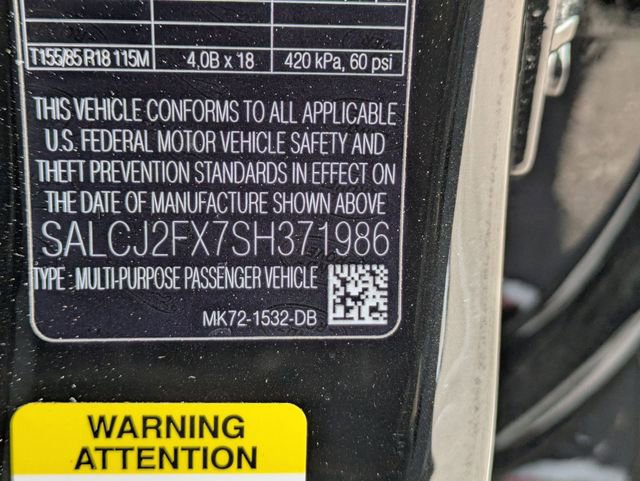 T155/85 R18 115M 4,0B x 18 420 kPa, 60 psi
THIS VEHICLE CONFORMS TO ALL APPLICABLE
U.S. FEDERAL MOTOR VEHICLE SAFETY AND
THEFT PREVENTION STANDARDS IN EFFECT ON
THE DATE OF MANUFACTURE SHOWN ABOVE
SALCJ2FX7SH371986
TYPE : MULTI-PURPOSE PASSENGER VEHICLE
MK72-1532-DB
WARNING
ATTENTION